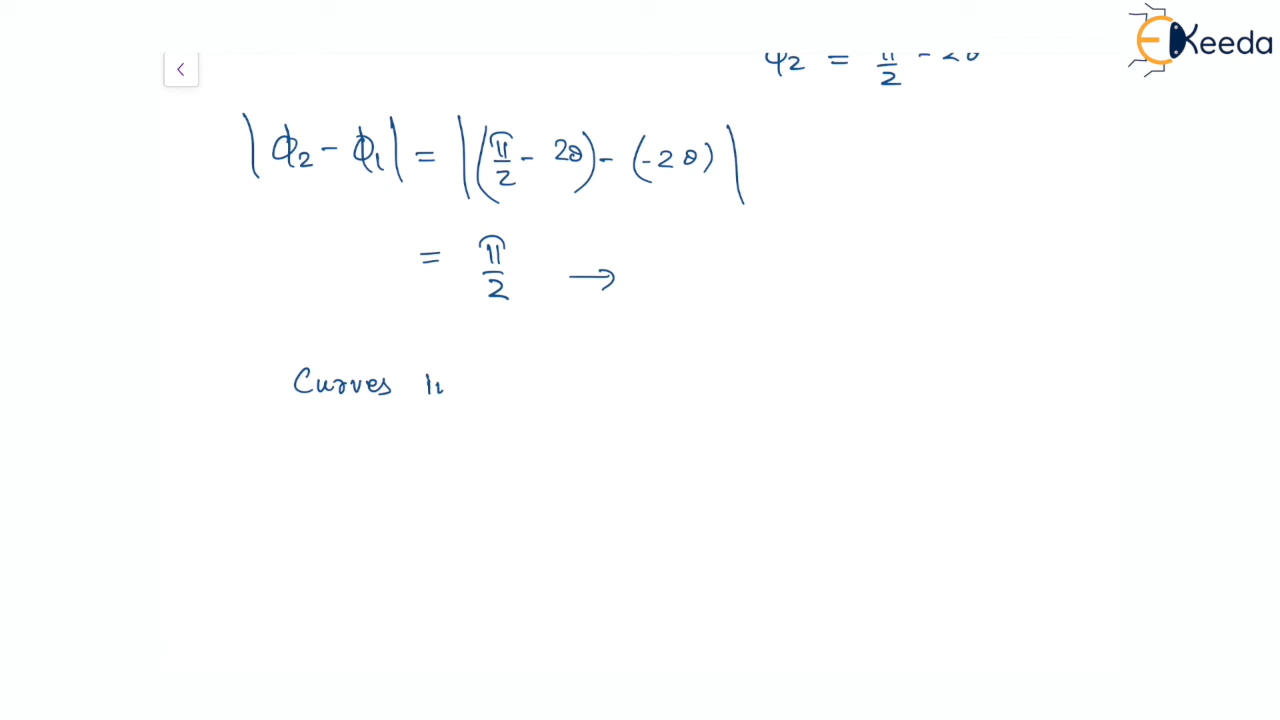 EKeeda
φ2 = π/2 - 2θ
|φ2 - φ1| = |(π/2 - 2θ) - (-2θ)|
= π/2 →
Curves